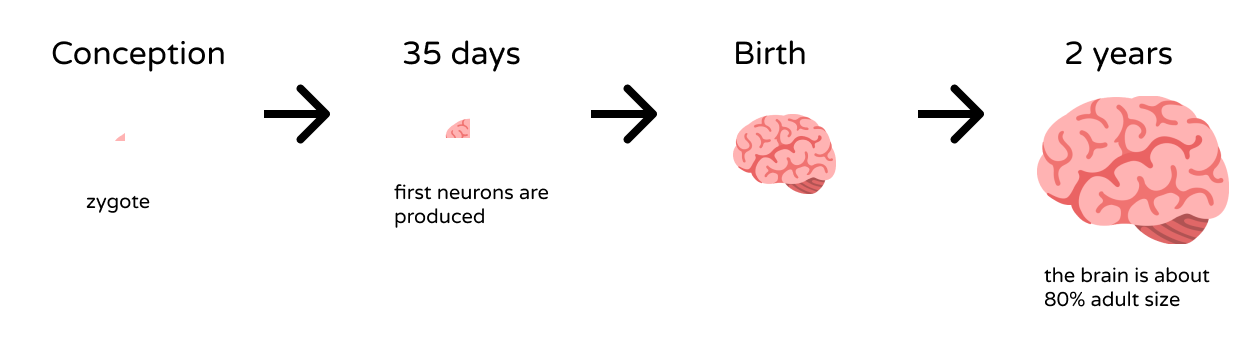 Conception
35 days
Birth
2 years
zygote
first neurons are
produced
the brain is about
80% adult size